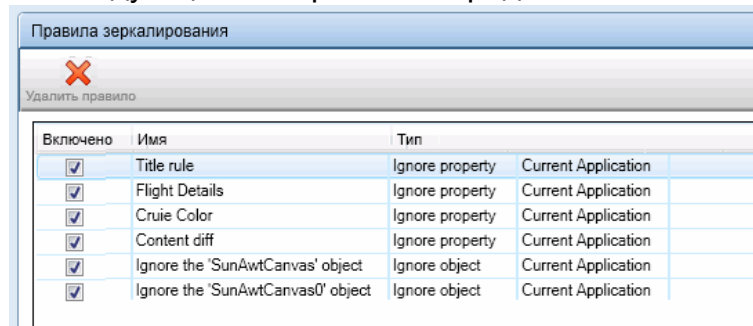 Правила зеркалирования
Удалить правило
Включено Имя Тип
Title rule Ignore property Current Application
Flight Details Ignore property Current Application
Cruie Color Ignore property Current Application
Content diff Ignore property Current Application
Ignore the 'SunAwtCanvas' object Ignore object Current Application
Ignore the 'SunAwtCanvas0' object Ignore object Current Application